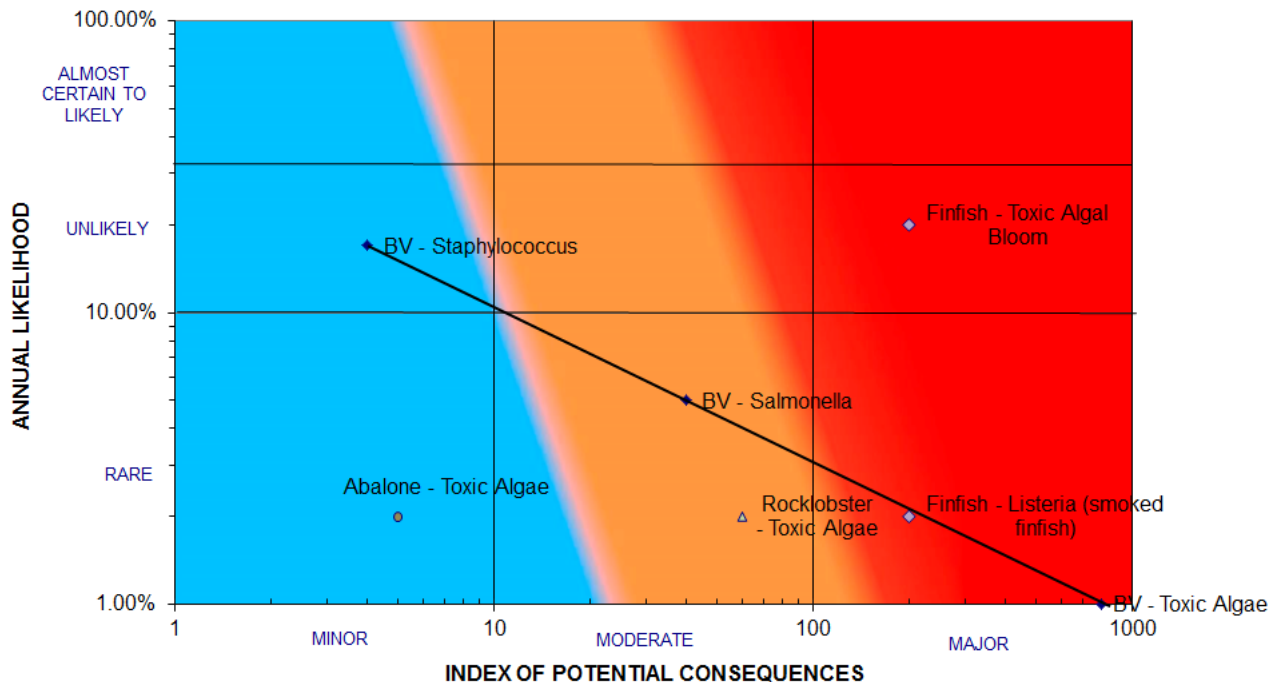 100.00%
ALMOST
CERTAIN TO
LIKELY
ANNUAL LIKELIHOOD
UNLIKELY
Finfish - Toxic Algal
Bloom
BV - Staphylococcus
10.00%
BV - Salmonella
RARE
Abalone - Toxic Algae
Rocklobster
- Toxic Algae
Finfish - Listeria (smoked
finfish)
1.00%
BV - Toxic Algae
1 10 100 1000
MINOR MODERATE MAJOR
INDEX OF POTENTIAL CONSEQUENCES